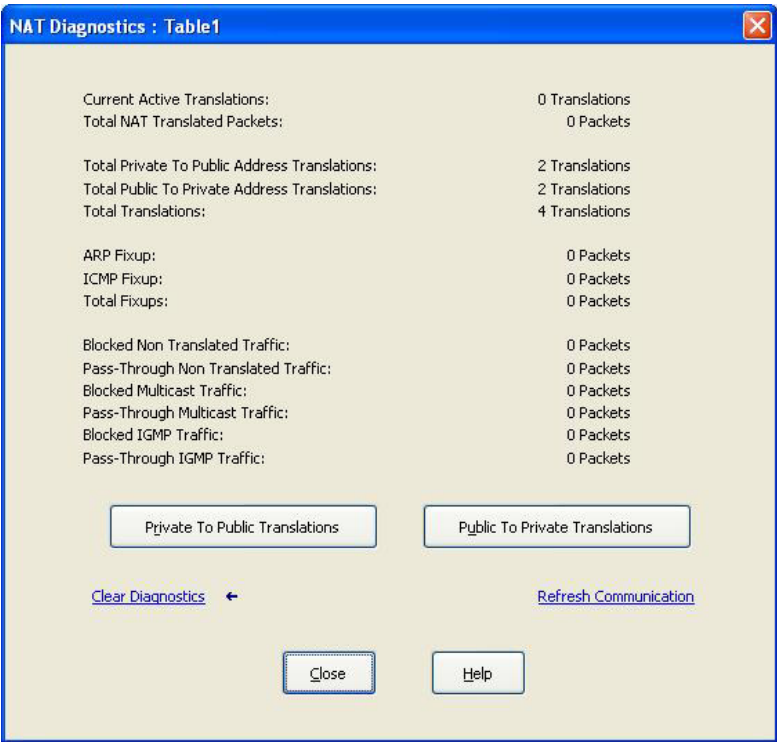 NAT Diagnostics : Table1
Current Active Translations: 0 Translations
Total NAT Translated Packets: 0 Packets
Total Private To Public Address Translations: 2 Translations
Total Public To Private Address Translations: 2 Translations
Total Translations: 4 Translations
ARP Fixup: 0 Packets
ICMP Fixup: 0 Packets
Total Fixups: 0 Packets
Blocked Non Translated Traffic: 0 Packets
Pass-Through Non Translated Traffic: 0 Packets
Blocked Multicast Traffic: 0 Packets
Pass-Through Multicast Traffic: 0 Packets
Blocked IGMP Traffic: 0 Packets
Pass-Through IGMP Traffic: 0 Packets
Private To Public Translations Public To Private Translations
Clear Diagnostics ← Refresh Communication
Close Help